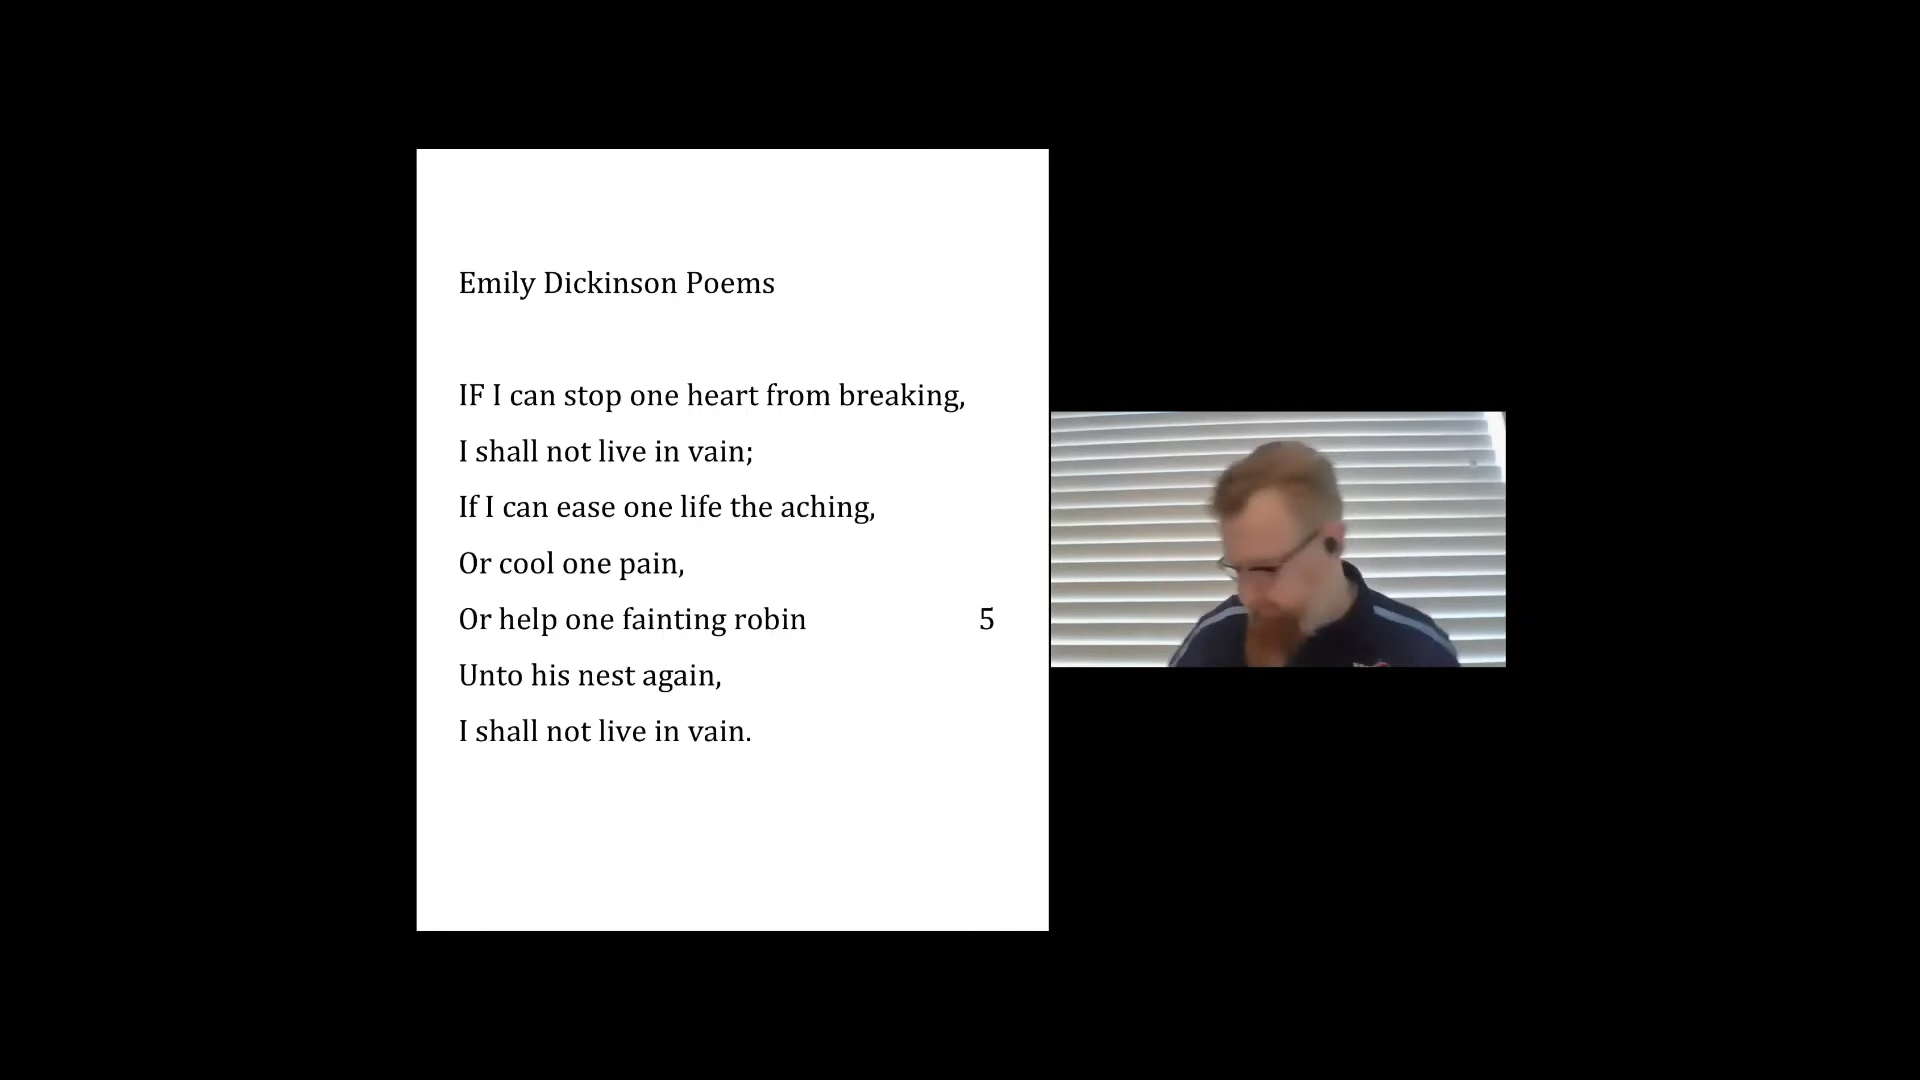 Emily Dickinson Poems
IF I can stop one heart from breaking,
I shall not live in vain;
If I can ease one life the aching,
Or cool one pain,
Or help one fainting robin 5
Unto his nest again,
I shall not live in vain.